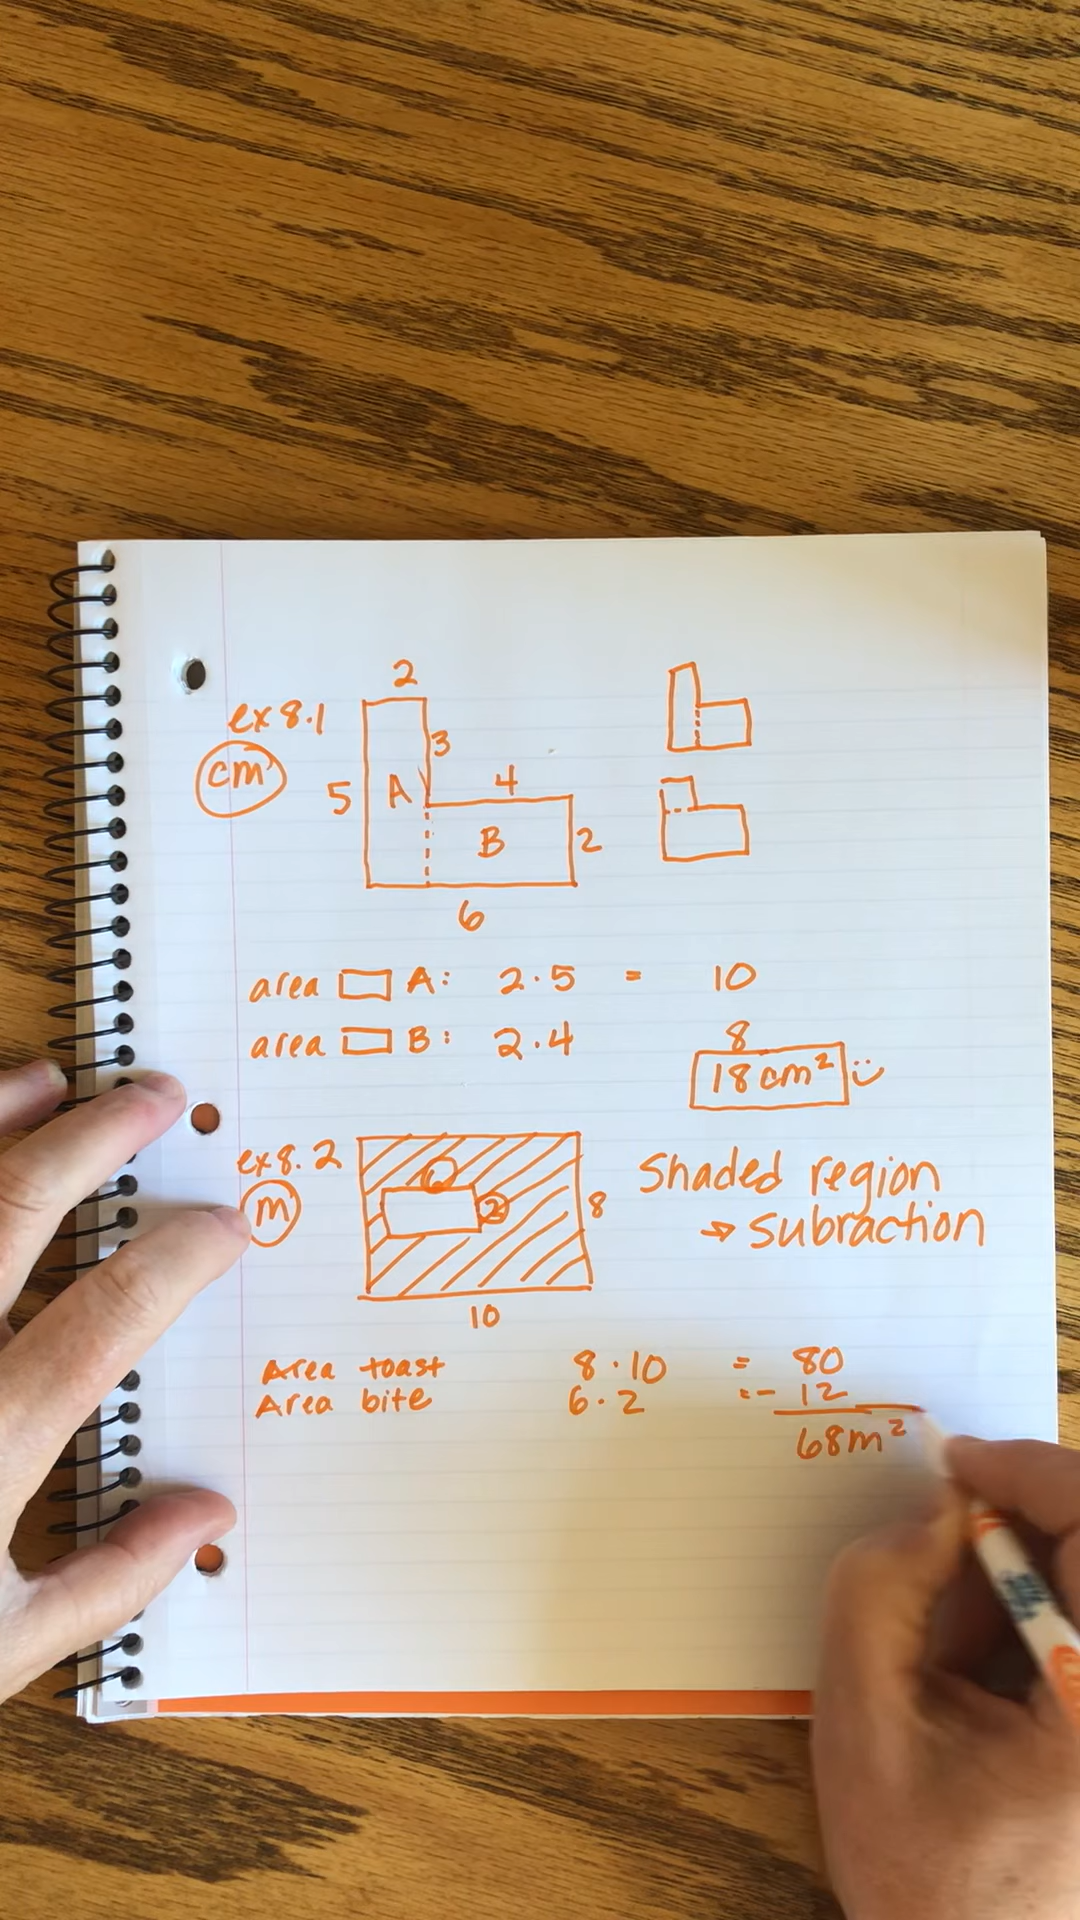 2
ex 8.1
3
cm
4
5
A
B
2
6
area A: 2·5 = 10
area B: 2·4 8
18 cm²
ex 8.2
m
6
2
8
Shaded region
→ subraction
10
Area toast 8·10 = 80
Area bite 6·2 = - 12
68m²